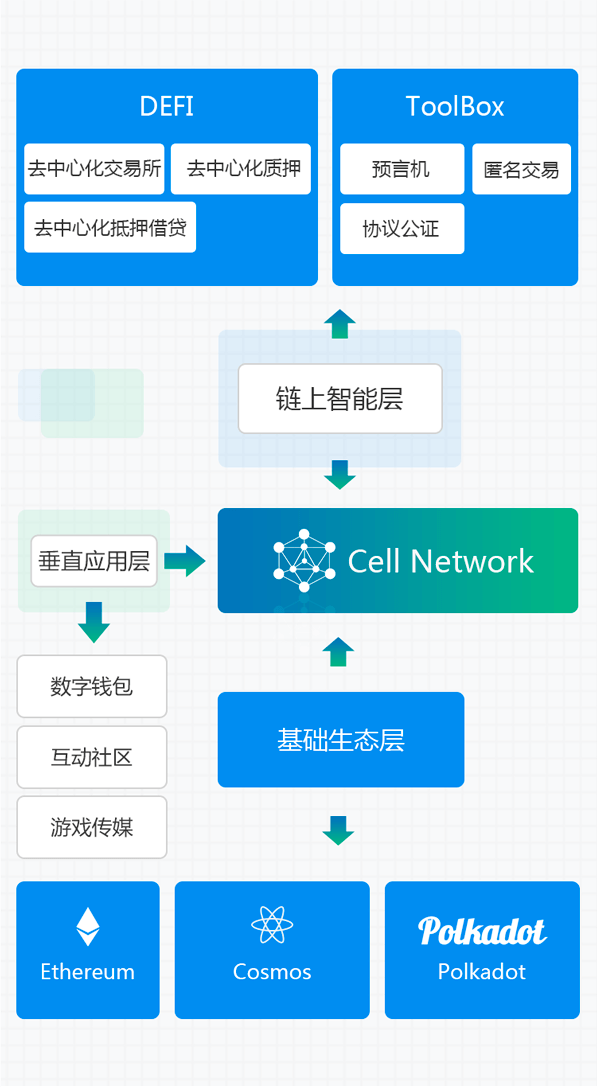 DEFI
去中心化交易所
去中心化质押
去中心化抵押借贷
ToolBox
预言机
匿名交易
协议公证
链上智能层
垂直应用层
Cell Network
数字钱包
互动社区
游戏传媒
基础生态层
Ethereum
Cosmos
Polkadot
Polkadot